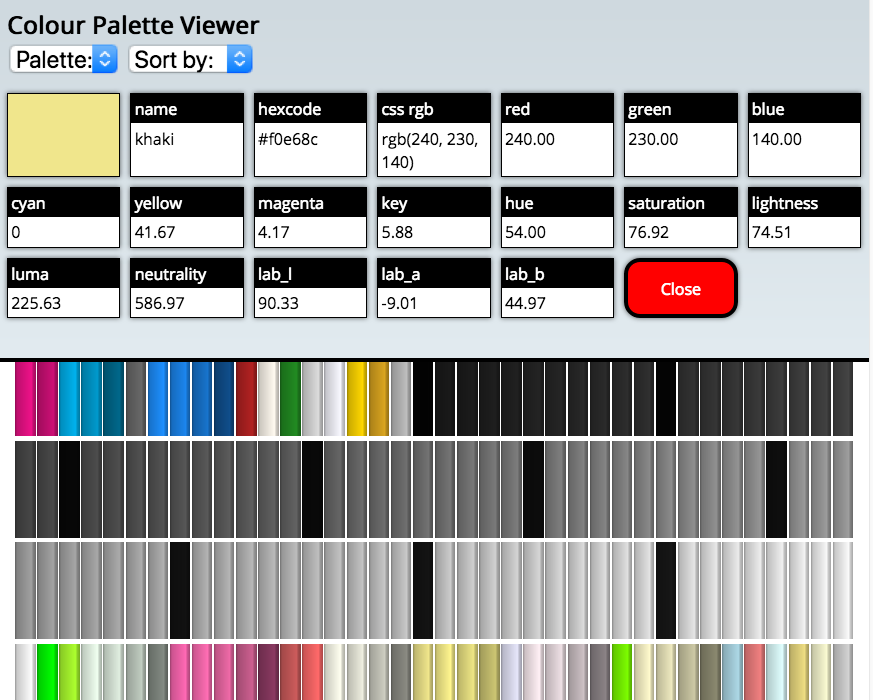 Colour Palette Viewer
Palette: Sort by:
name hexcode css rgb red green blue
khaki #f0e68c rgb(240, 230, 140) 240.00 230.00 140.00
cyan yellow magenta key hue saturation lightness
0 41.67 4.17 5.88 54.00 76.92 74.51
luma neutrality lab_l lab_a lab_b
225.63 586.97 90.33 -9.01 44.97
Close